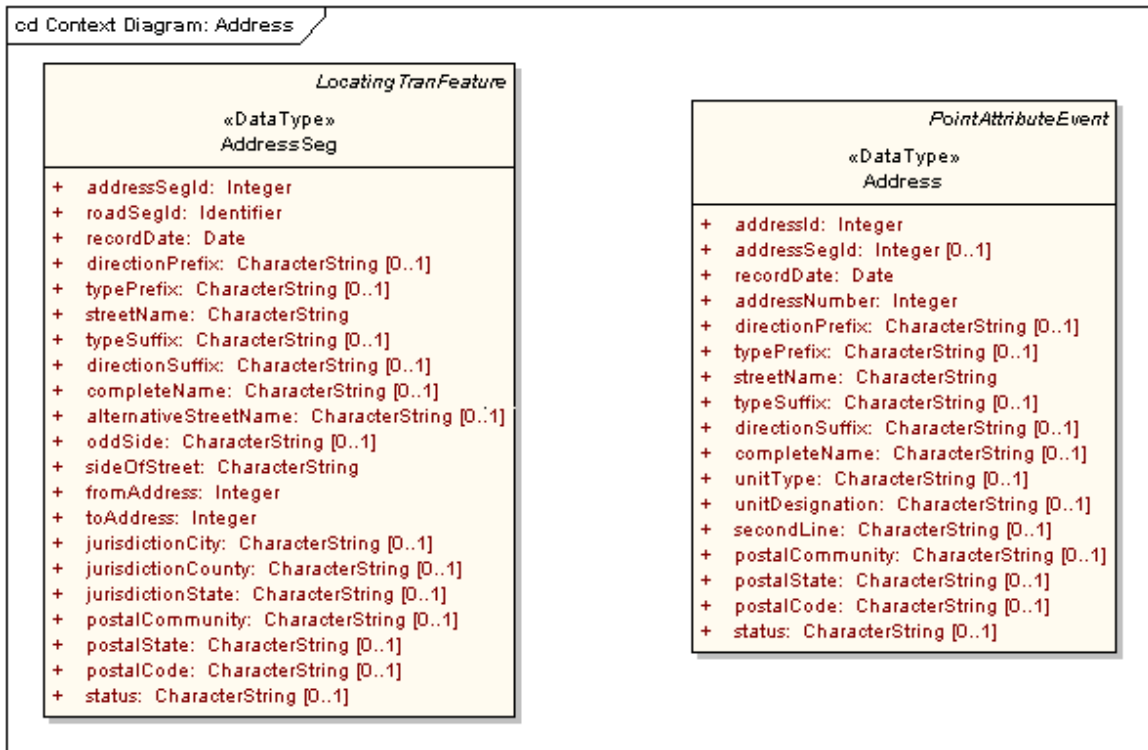 cd Context Diagram: Address
LocatingTranFeature
«DataType»
AddressSeg
+ addressSegId: Integer
+ roadSegId: Identifier
+ recordDate: Date
+ directionPrefix: CharacterString [0..1]
+ typePrefix: CharacterString [0..1]
+ streetName: CharacterString
+ typeSuffix: CharacterString [0..1]
+ directionSuffix: CharacterString [0..1]
+ completeName: CharacterString [0..1]
+ alternativeStreetName: CharacterString [0..1]
+ oddSide: CharacterString [0..1]
+ sideOfStreet: CharacterString
+ fromAddress: Integer
+ toAddress: Integer
+ jurisdictionCity: CharacterString [0..1]
+ jurisdictionCounty: CharacterString [0..1]
+ jurisdictionState: CharacterString [0..1]
+ postalCommunity: CharacterString [0..1]
+ postalState: CharacterString [0..1]
+ postalCode: CharacterString [0..1]
+ status: CharacterString [0..1]
PointAttributeEvent
«DataType»
Address
+ addressId: Integer
+ addressSegId: Integer [0..1]
+ recordDate: Date
+ addressNumber: Integer
+ directionPrefix: CharacterString [0..1]
+ typePrefix: CharacterString [0..1]
+ streetName: CharacterString
+ typeSuffix: CharacterString [0..1]
+ directionSuffix: CharacterString [0..1]
+ completeName: CharacterString [0..1]
+ unitType: CharacterString [0..1]
+ unitDesignation: CharacterString [0..1]
+ secondLine: CharacterString [0..1]
+ postalCommunity: CharacterString [0..1]
+ postalState: CharacterString [0..1]
+ postalCode: CharacterString [0..1]
+ status: CharacterString [0..1]